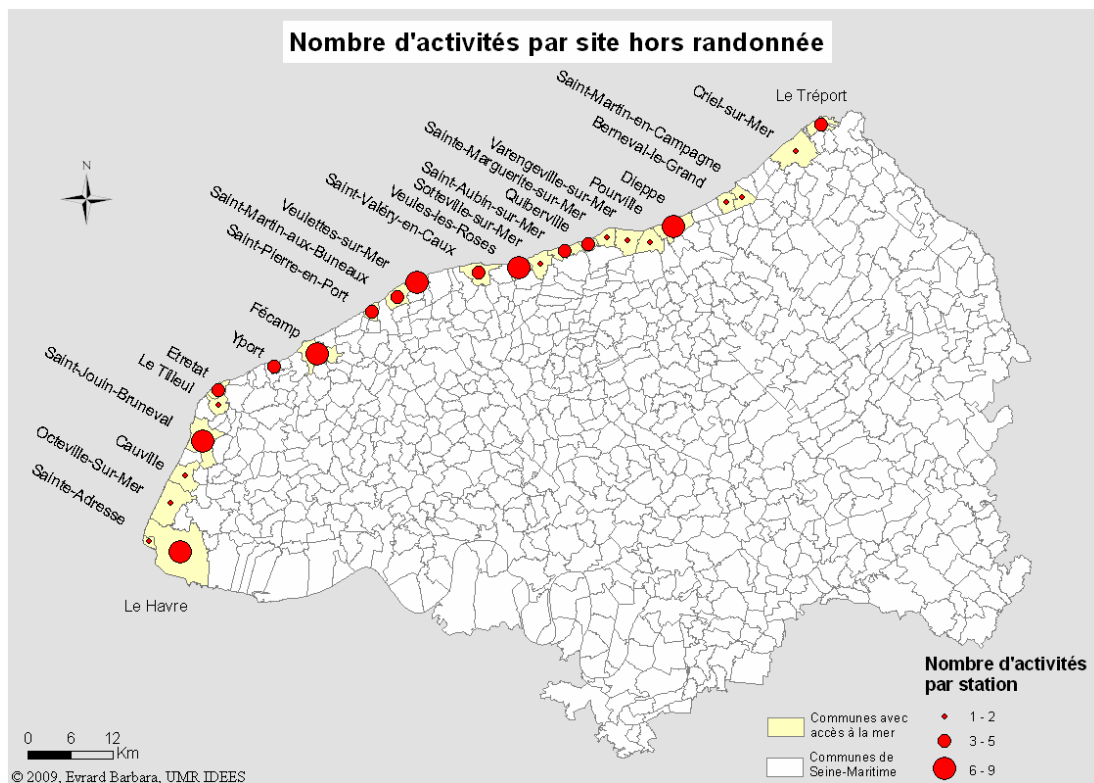 Nombre d'activités par site hors randonnée
Le Tréport
Criel-sur-Mer
Saint-Martin-en-Campagne
Berneval-le-Grand
Dieppe
Pourville
Varengeville-sur-Mer
Sainte-Marguerite-sur-Mer
Quiberville
Saint-Aubin-sur-Mer
Sotteville-sur-Mer
Veules-les-Roses
Saint-Valéry-en-Caux
Veulettes-sur-Mer
Saint-Martin-aux-Buneaux
Saint-Pierre-en-Port
Fécamp
Yport
Etretat
Le Tilleul
Saint-Jouin-Bruneval
Cauville
Octeville-Sur-Mer
Sainte-Adresse
Le Havre
N
Nombre d'activités
par station
1 - 2
3 - 5
6 - 9
Communes avec
accès à la mer
Communes de
Seine-Maritime
0 6 12
Km
© 2009, Evrard Barbara, UMR IDEES